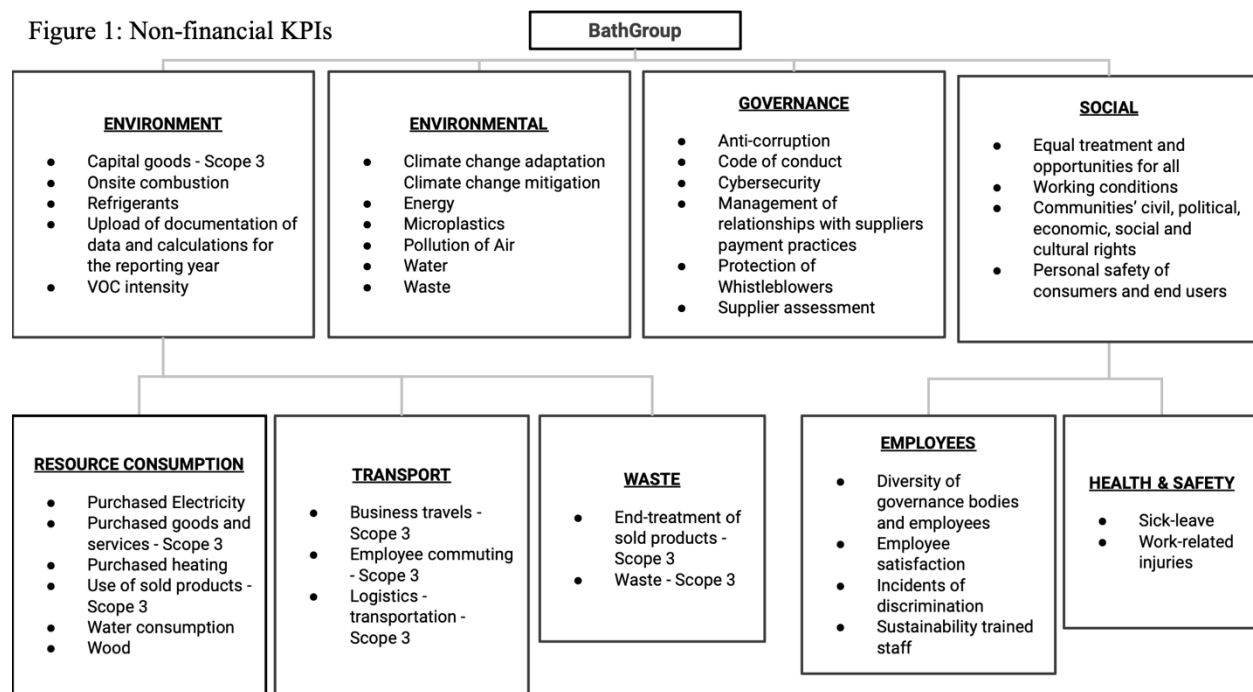 Figure 1: Non-financial KPIs
BathGroup
ENVIRONMENT
● Capital goods - Scope 3
● Onsite combustion
● Refrigerants
● Upload of documentation of
data and calculations for
the reporting year
● VOC intensity
ENVIRONMENTAL
● Climate change adaptation
Climate change mitigation
● Energy
● Microplastics
● Pollution of Air
● Water
● Waste
GOVERNANCE
● Anti-corruption
● Code of conduct
● Cybersecurity
● Management of
relationships with suppliers
payment practices
● Protection of
Whistleblowers
● Supplier assessment
SOCIAL
● Equal treatment and
opportunities for all
● Working conditions
● Communities' civil, political,
economic, social and
cultural rights
● Personal safety of
consumers and end users
RESOURCE CONSUMPTION
● Purchased Electricity
● Purchased goods and
services - Scope 3
● Purchased heating
● Use of sold products -
Scope 3
● Water consumption
● Wood
TRANSPORT
● Business travels -
Scope 3
● Employee commuting
- Scope 3
● Logistics -
transportation -
Scope 3
WASTE
● End-treatment of
sold products -
Scope 3
● Waste - Scope 3
EMPLOYEES
● Diversity of
governance bodies
and employees
● Employee
satisfaction
● Incidents of
discrimination
● Sustainability trained
staff
HEALTH & SAFETY
● Sick-leave
● Work-related
injuries